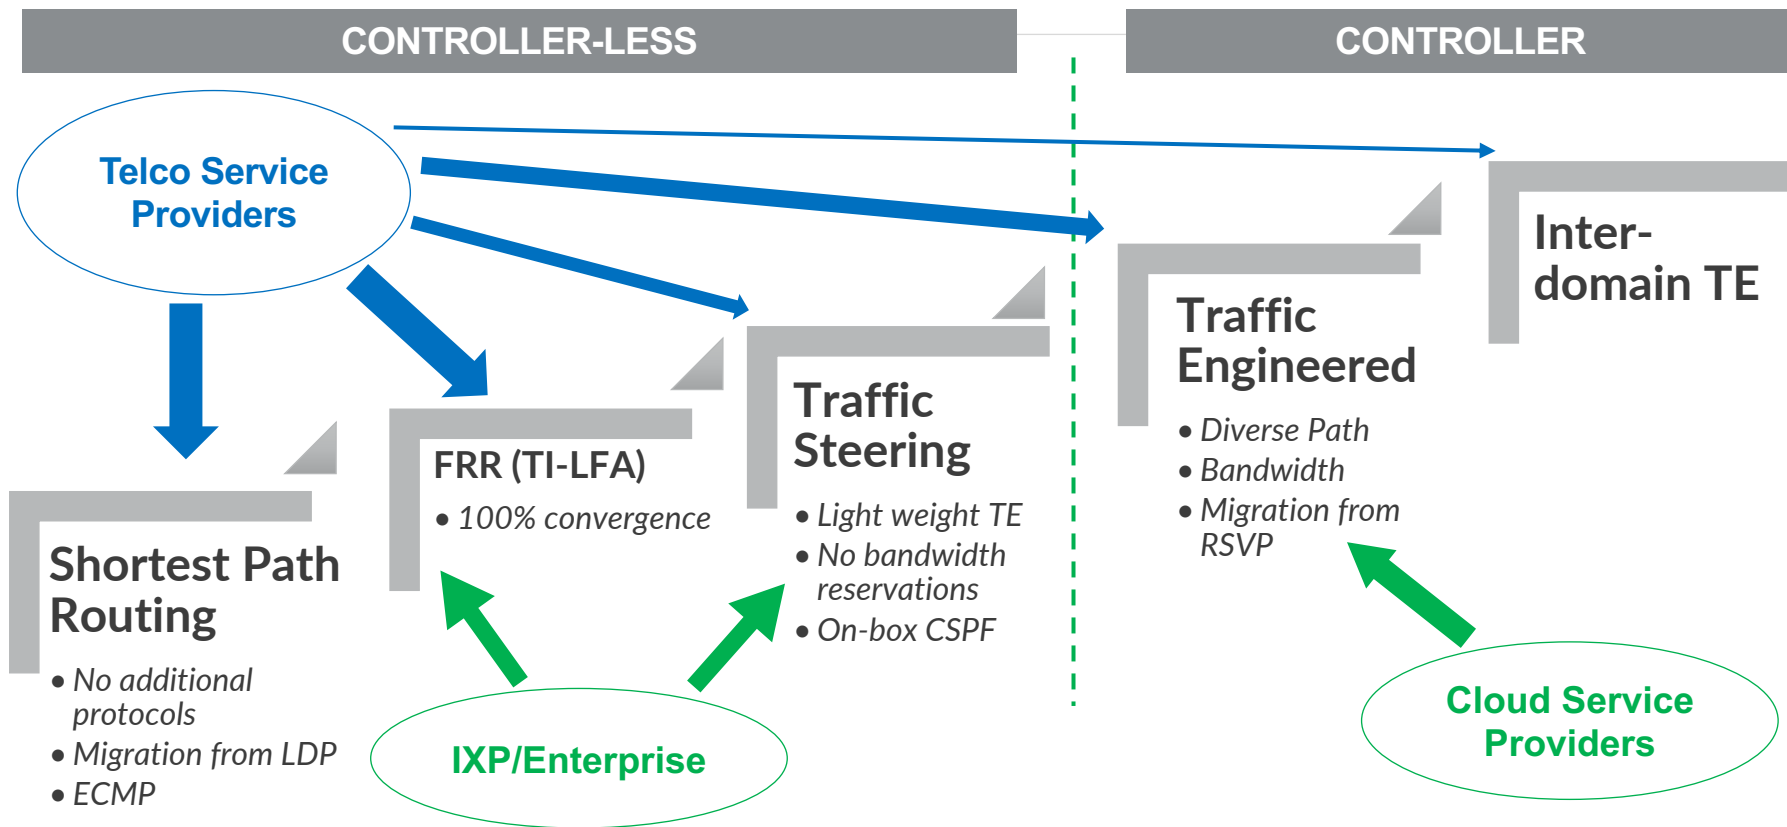 CONTROLLER-LESS
CONTROLLER
Telco Service
Providers
Inter-
domain TE
Traffic
Engineered
• Diverse Path
• Bandwidth
• Migration from
RSVP
Traffic
Steering
• Light weight TE
• No bandwidth
reservations
• On-box CSPF
FRR (TI-LFA)
• 100% convergence
Shortest Path
Routing
• No additional
protocols
• Migration from LDP
• ECMP
IXP/Enterprise
Cloud Service
Providers